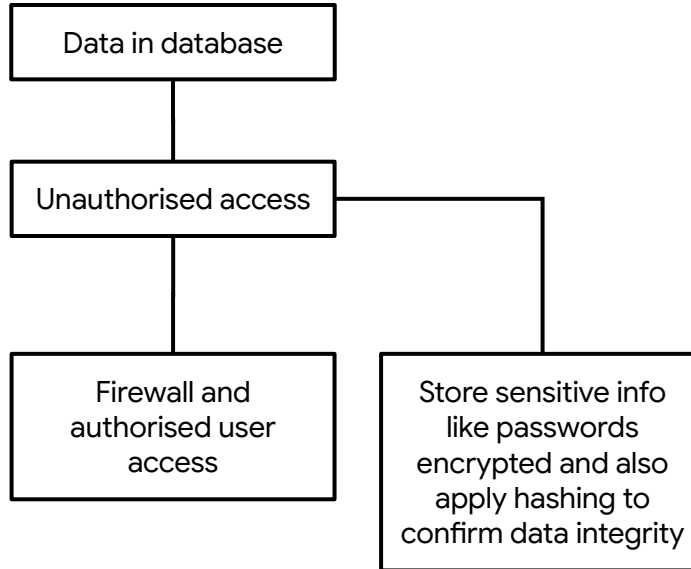 Data in database
Unauthorised access
Firewall and
authorised user
access
Store sensitive info
like passwords
encrypted and also
apply hashing to
confirm data integrity